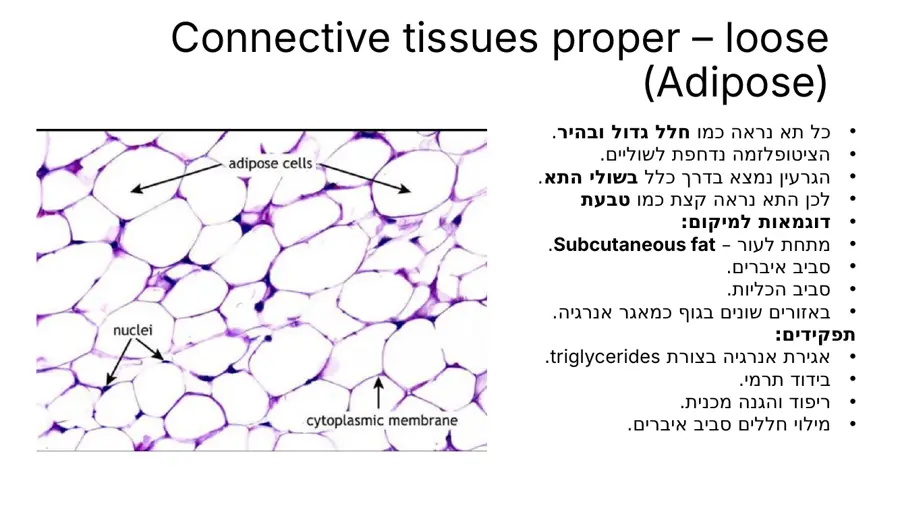 Connective tissues proper – loose
(Adipose)
adipose cells
nuclei
cytoplasmic membrane
• כל תא נראה כמו חלל גדול ובהיר.
• הציטופלזמה נדחפת לשוליים.
• הגרעין נמצא בדרך כלל בשולי התא.
• לכן התא נראה קצת כמו טבעת
• דוגמאות למיקום:
• מתחת לעור – Subcutaneous fat.
• סביב איברים.
• סביב הכליות.
• באזורים שונים בגוף כמאגר אנרגיה.
תפקידים:
• אגירת אנרגיה בצורת triglycerides.
• בידוד תרמי.
• ריפוד והגנה מכנית.
• מילוי חללים סביב איברים.